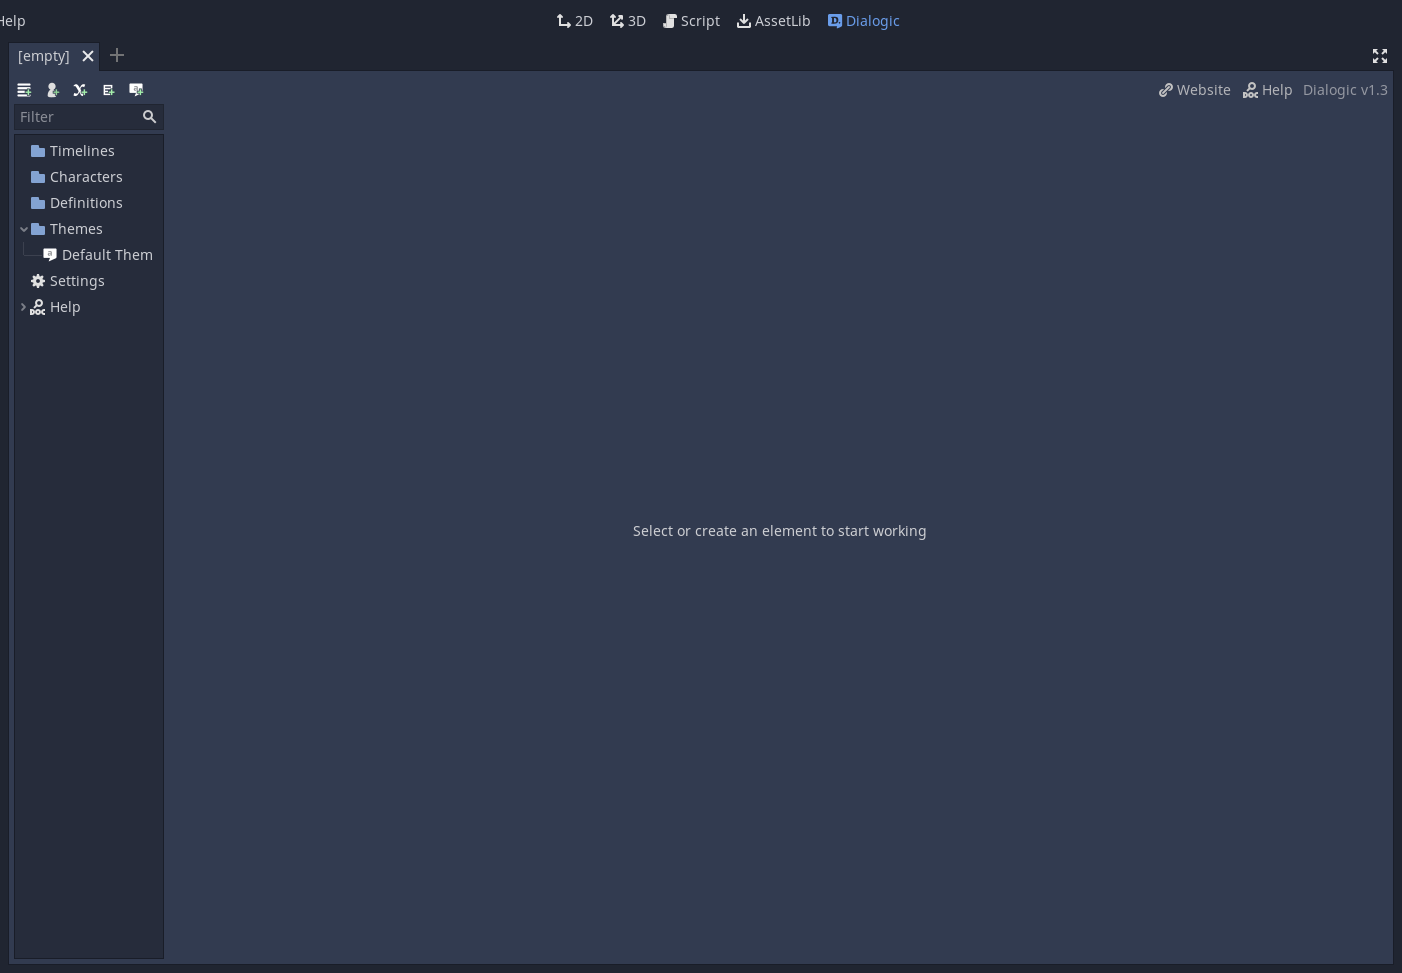 Help
2D 3D Script AssetLib Dialogic
[empty]
Website Help Dialogic v1.3
Filter
Timelines
Characters
Definitions
Themes
Default Them
Settings
Help
Select or create an element to start working